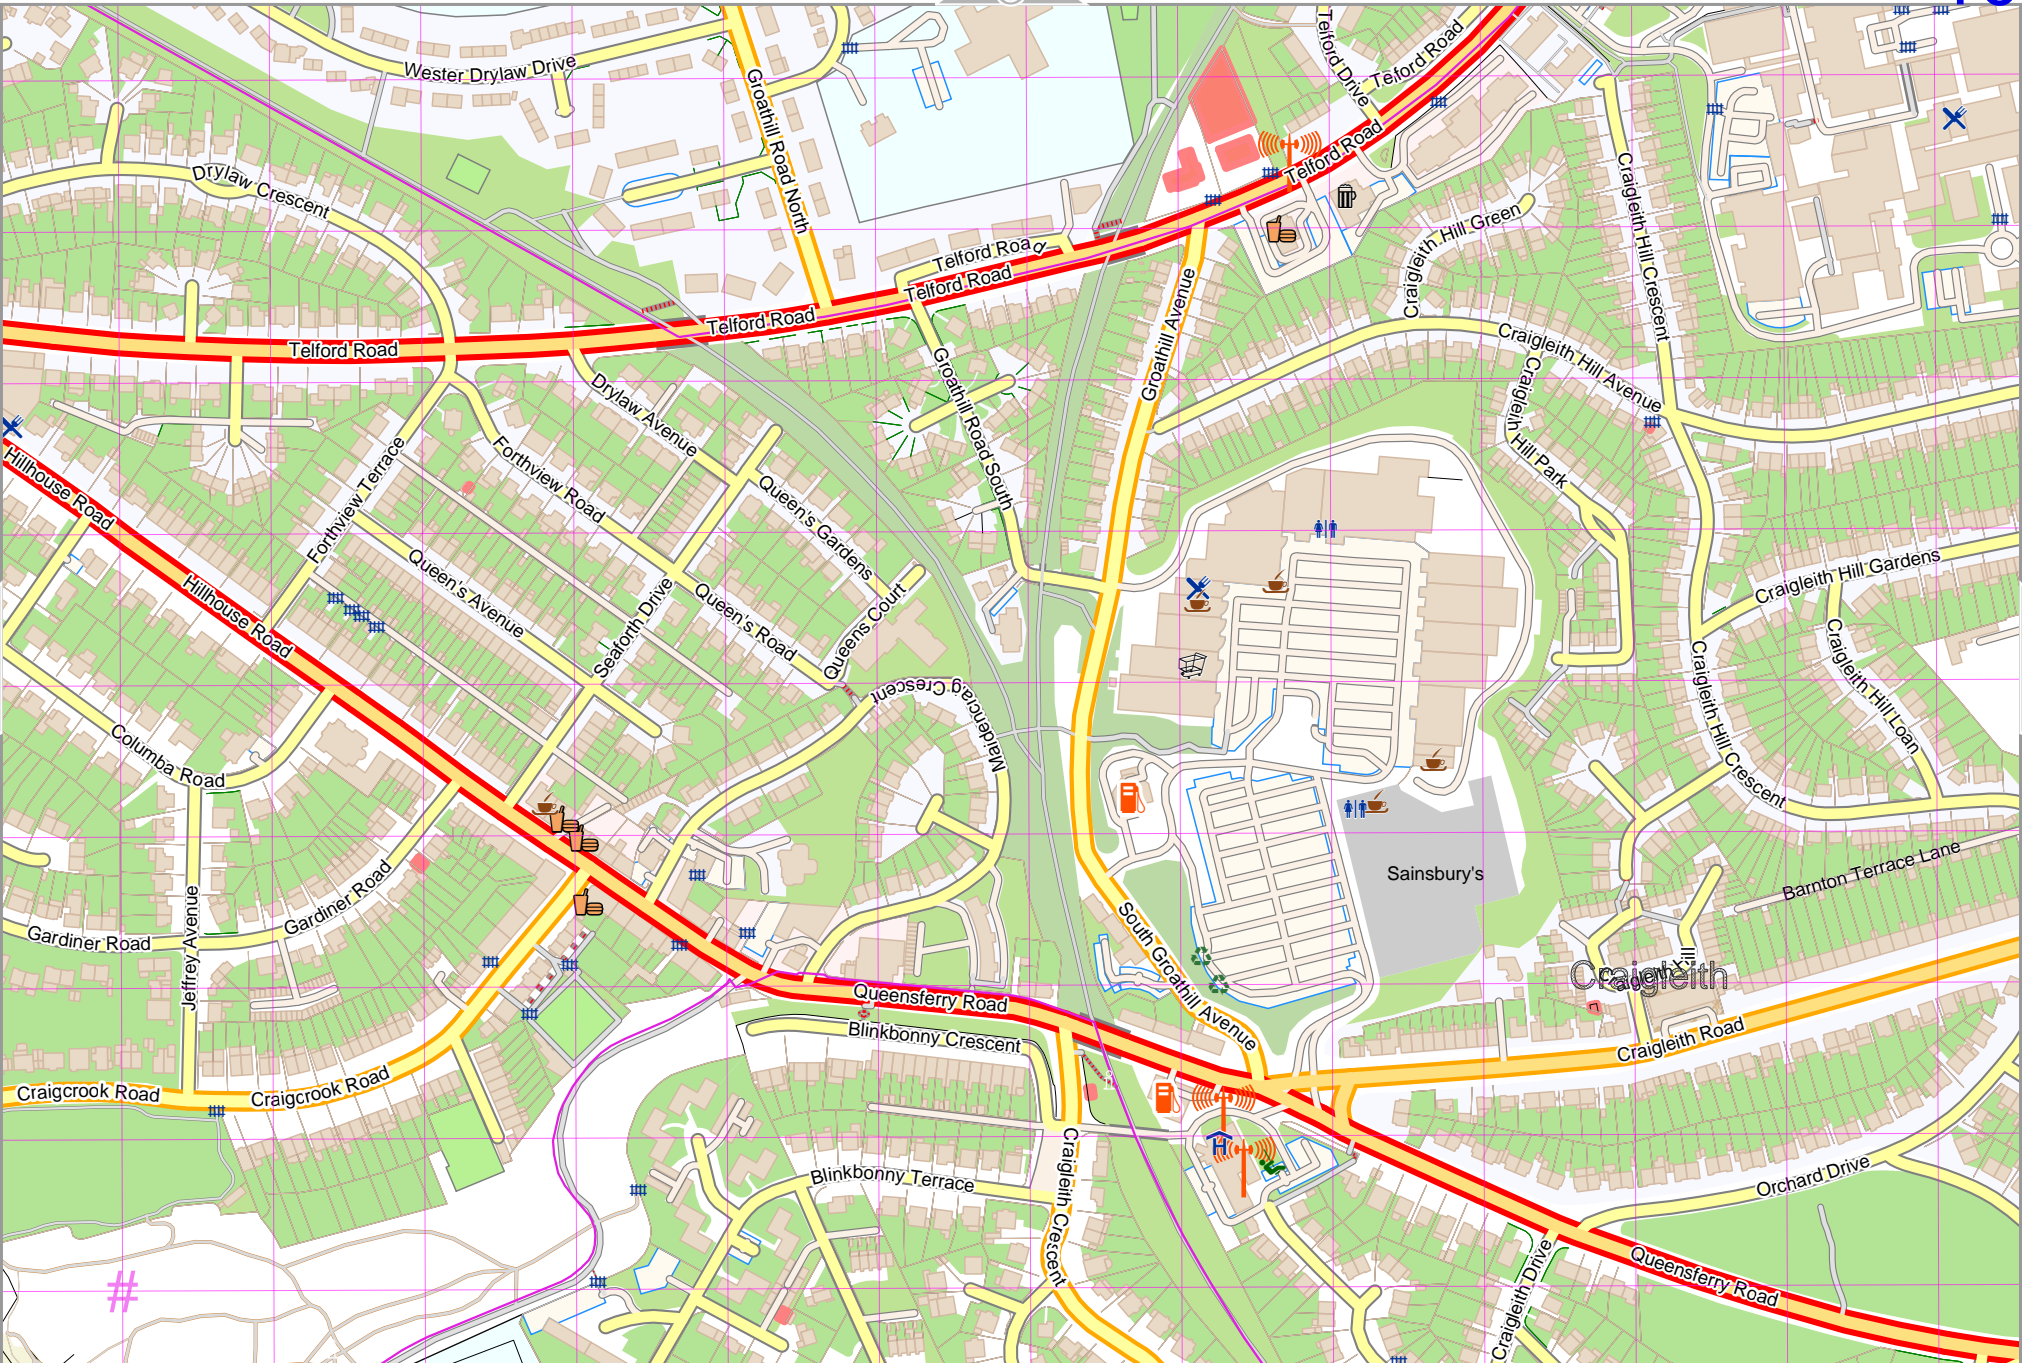 Wester Drylaw Drive
Groathill Road North
Telford Drive
Telford Road
Telford Road
Drylaw Crescent
Craigleith Hill Crescent
Craigleith Hill Green
Telford Road
Telford Road
Telford Road
Telford Road
Groathill Avenue
Craigleith Hill Avenue
Craigleith Hill Park
Drylaw Avenue
Groathill Road South
Hillhouse Road
Forthview Terrace
Forthview Road
Queen's Gardens
Hillhouse Road
Queen's Avenue
Seaforth Drive
Queen's Road
Queens Court
Craigleith Hill Gardens
Craigleith Hill Loan
Craigleith Hill Crescent
Maidencraig Crescent
Columba Road
Sainsbury's
Barnton Terrace Lane
Gardiner Road
Gardiner Road
Jeffrey Avenue
South Groathill Avenue
Craigleith
Queensferry Road
Blinkbonny Crescent
Craigleith Road
Craigcrook Road
Craigcrook Road
Blinkbonny Terrace
Craigleith Crescent
Orchard Drive
Craigleith Drive
Queensferry Road
#